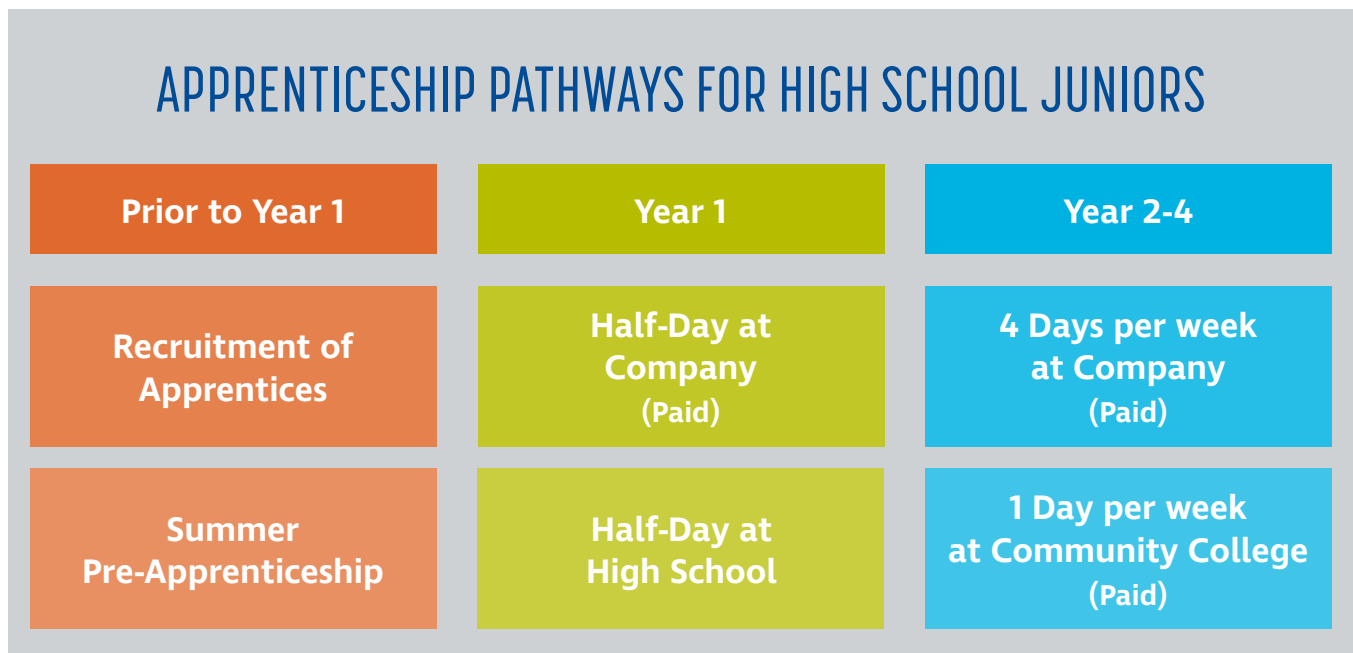 APPRENTICESHIP PATHWAYS FOR HIGH SCHOOL JUNIORS
Prior to Year 1
Year 1
Year 2-4
Recruitment of
Apprentices
Half-Day at
Company
(Paid)
4 Days per week
at Company
(Paid)
Summer
Pre-Apprenticeship
Half-Day at
High School
1 Day per week
at Community College
(Paid)